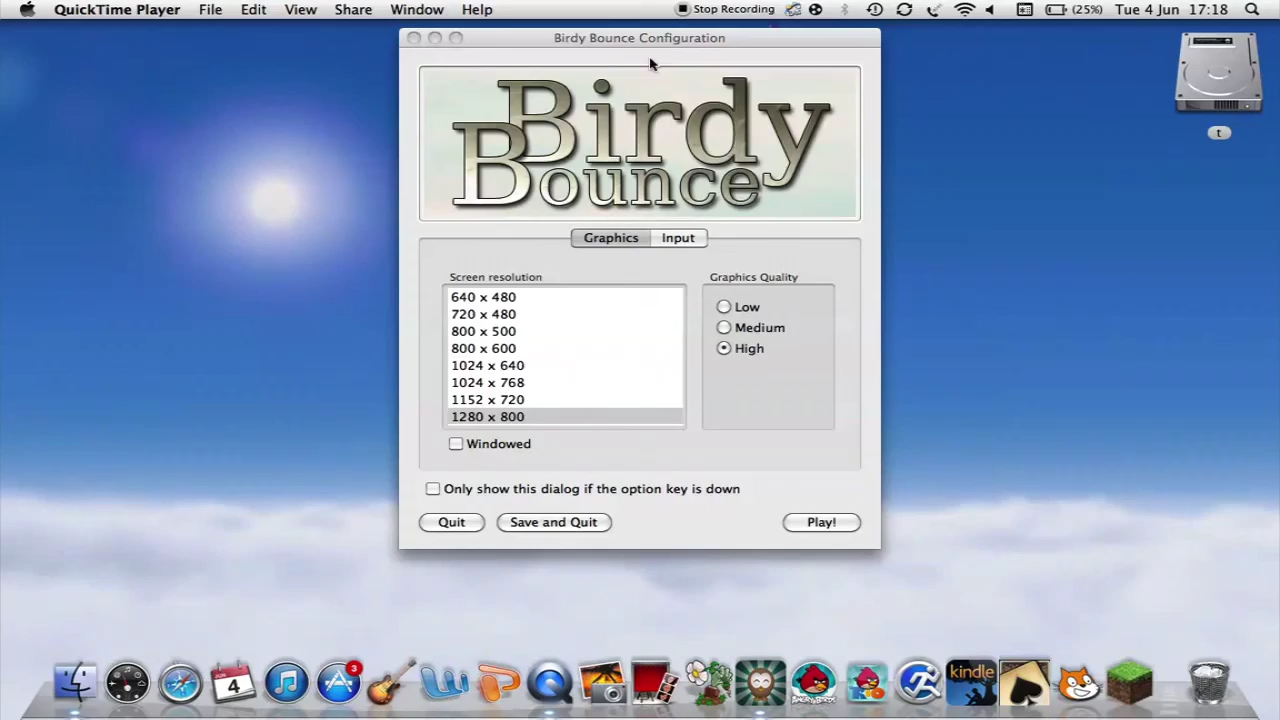 QuickTime Player File Edit View Share Window Help Stop Recording (25%) Tue 4 Jun 17:18
Birdy Bounce Configuration
Birdy
Bounce
t
Graphics Input
Screen resolution
640 x 480
720 x 480
800 x 500
800 x 600
1024 x 640
1024 x 768
1152 x 720
1280 x 800
Graphics Quality
Low
Medium
High
Windowed
Only show this dialog if the option key is down
Quit Save and Quit Play!
4
3
kindle